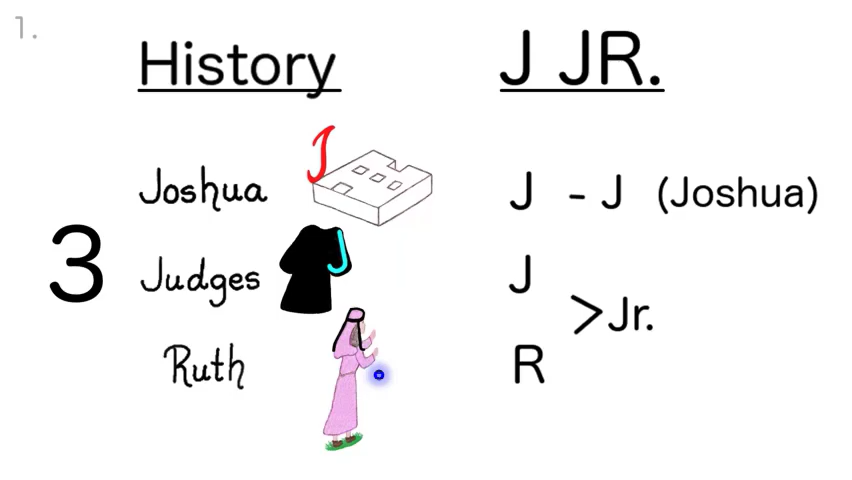 1.
History J JR.
J
Joshua J - J (Joshua)
3 Judges J J
>Jr.
Ruth R